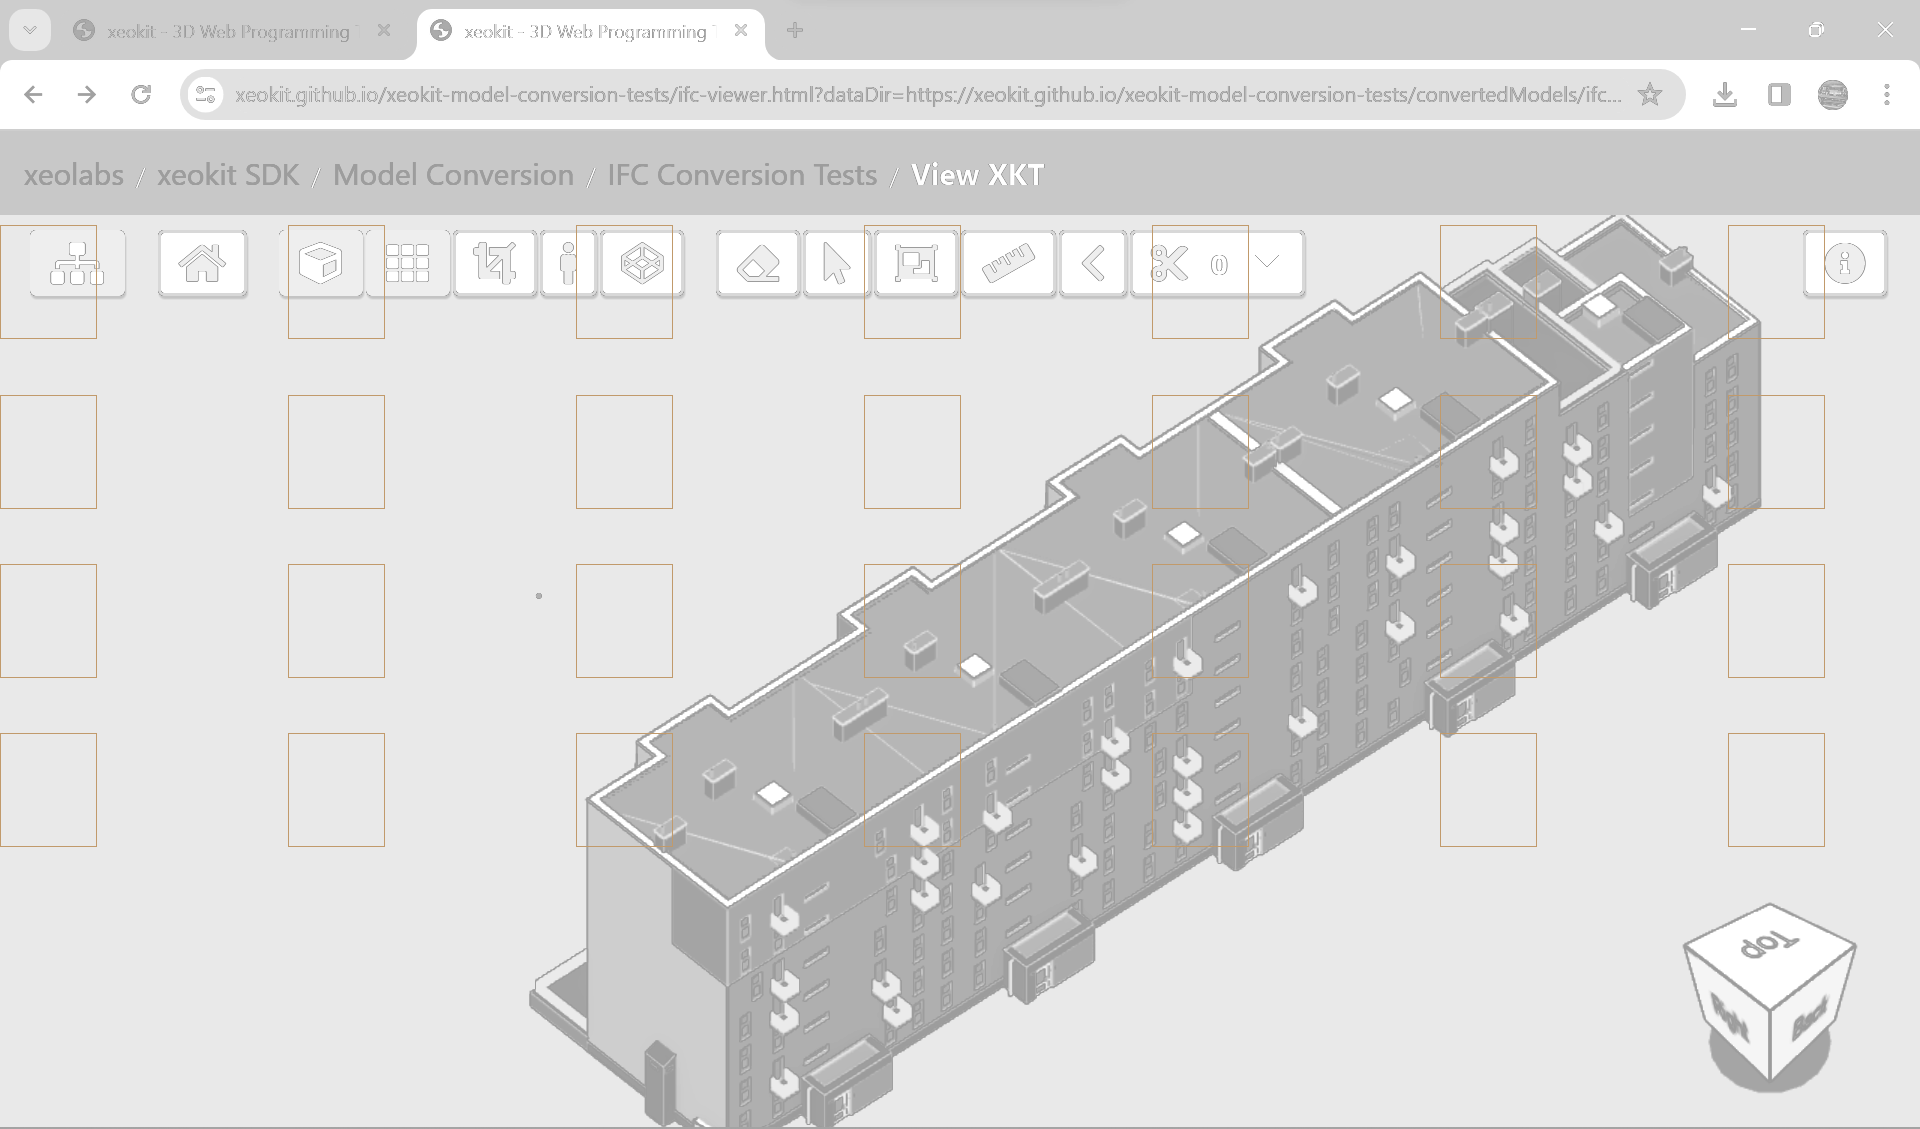 xeokit - 3D Web Programming
xeokit - 3D Web Programming
xeokit.github.io/xeokit-model-conversion-tests/ifc-viewer.html?dataDir=https://xeokit.github.io/xeokit-model-conversion-tests/convertedModels/ifc...
xeolabs / xeokit SDK / Model Conversion / IFC Conversion Tests / View XKT
0
Top
Right
Back